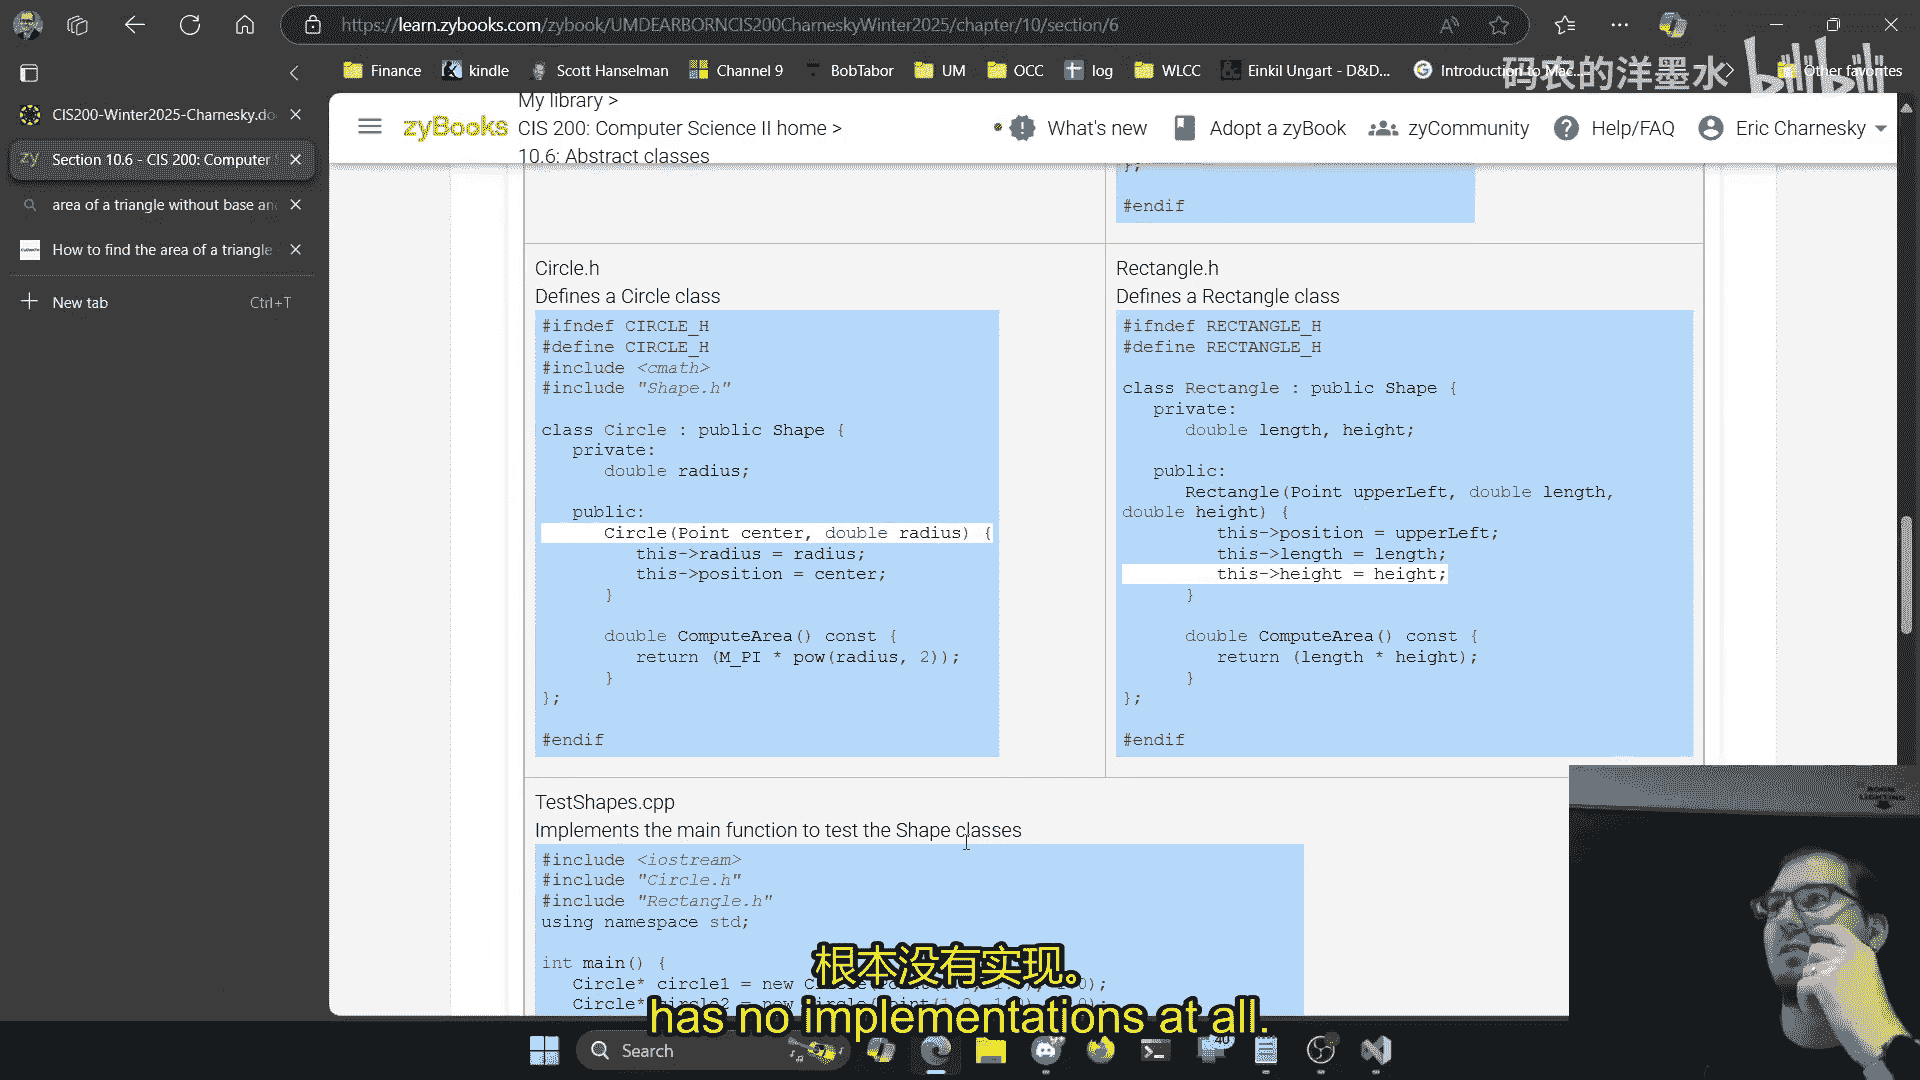 https://learn.zybooks.com/zybook/UMDEARBORNCIS200CharneskyWinter2025/chapter/10/section/6
Finance
kindle
Scott Hanselman
Channel 9
BobTabor
UM
OCC
log
WLCC
Einkil Ungart - D&D...
Introduction to Mac...
Other favorites
码农的洋墨水
bilibili
CIS200-Winter2025-Charnesky.do
Section 10.6 - CIS 200: Computer
area of a triangle without base an
How to find the area of a triangle
New tab
Ctrl+T
zyBooks
My library >
CIS 200: Computer Science II home >
10.6: Abstract classes
What's new
Adopt a zyBook
zyCommunity
Help/FAQ
Eric Charnesky
};
#endif
Circle.h
Defines a Circle class
#ifndef CIRCLE_H
#define CIRCLE_H
#include <cmath>
#include "Shape.h"
class Circle : public Shape {
private:
double radius;
public:
Circle(Point center, double radius) {
this->radius = radius;
this->position = center;
}
double ComputeArea() const {
return (M_PI * pow(radius, 2));
}
};
#endif
Rectangle.h
Defines a Rectangle class
#ifndef RECTANGLE_H
#define RECTANGLE_H
class Rectangle : public Shape {
private:
double length, height;
public:
Rectangle(Point upperLeft, double length,
double height) {
this->position = upperLeft;
this->length = length;
this->height = height;
}
double ComputeArea() const {
return (length * height);
}
};
#endif
TestShapes.cpp
Implements the main function to test the Shape classes
#include <iostream>
#include "Circle.h"
#include "Rectangle.h"
using namespace std;
int main() {
Circle* circle1 = new
Circle*
根本没有实现。
has no implementations at all.
Search